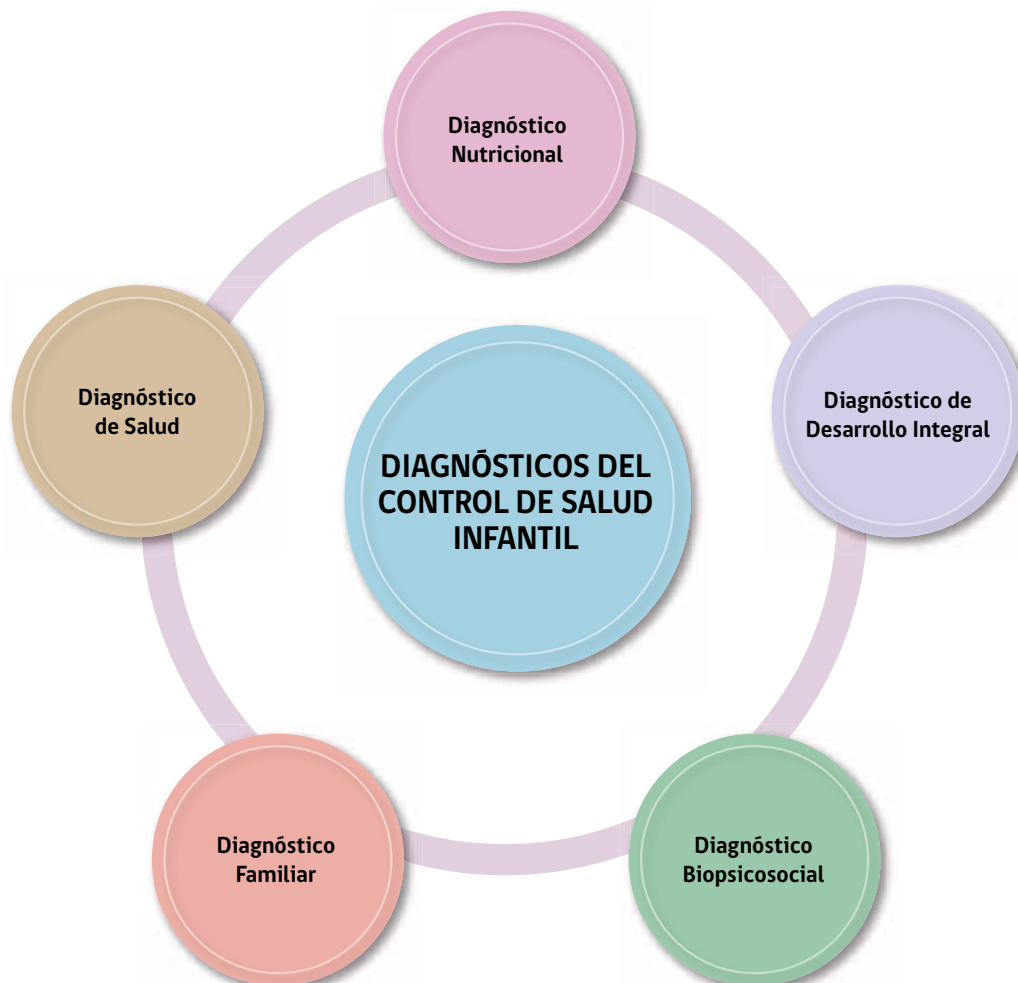 Diagnóstico
Nutricional
Diagnóstico
de Salud
Diagnóstico de
Desarrollo Integral
DIAGNÓSTICOS DEL
CONTROL DE SALUD
INFANTIL
Diagnóstico
Familiar
Diagnóstico
Biopsicosocial